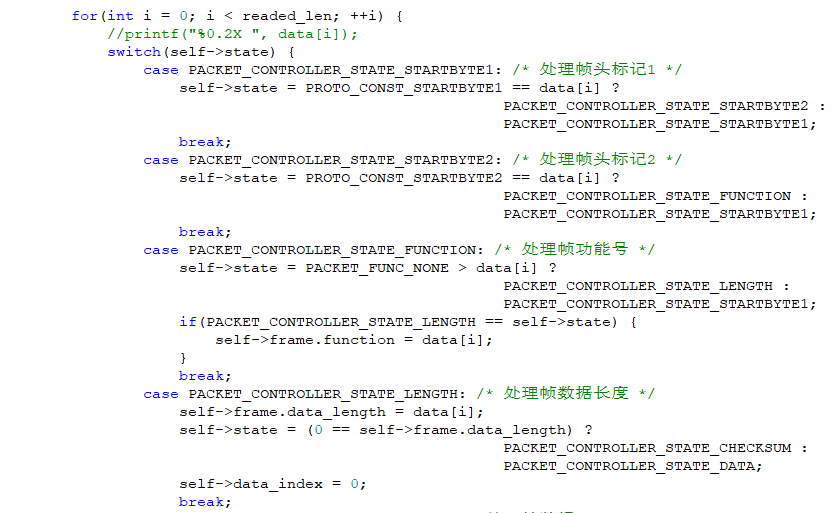 for(int i = 0; i < readed_len; ++i) {
    //printf("%0.2X ", data[i]);
    switch(self->state) {
        case PACKET_CONTROLLER_STATE_STARTBYTE1: /* 处理帧头标记1 */
            self->state = PROTO_CONST_STARTBYTE1 == data[i] ?
                                                PACKET_CONTROLLER_STATE_STARTBYTE2 :
                                                PACKET_CONTROLLER_STATE_STARTBYTE1;
            break;
        case PACKET_CONTROLLER_STATE_STARTBYTE2: /* 处理帧头标记2 */
            self->state = PROTO_CONST_STARTBYTE2 == data[i] ?
                                                PACKET_CONTROLLER_STATE_FUNCTION :
                                                PACKET_CONTROLLER_STATE_STARTBYTE1;
            break;
        case PACKET_CONTROLLER_STATE_FUNCTION: /* 处理帧功能号 */
            self->state = PACKET_FUNC_NONE > data[i] ?
                                                PACKET_CONTROLLER_STATE_LENGTH :
                                                PACKET_CONTROLLER_STATE_STARTBYTE1;
            if(PACKET_CONTROLLER_STATE_LENGTH == self->state) {
                self->frame.function = data[i];
            }
            break;
        case PACKET_CONTROLLER_STATE_LENGTH: /* 处理帧数据长度 */
            self->frame.data_length = data[i];
            self->state = (0 == self->frame.data_length) ?
                                                PACKET_CONTROLLER_STATE_CHECKSUM :
                                                PACKET_CONTROLLER_STATE_DATA;
            self->data_index = 0;
            break;